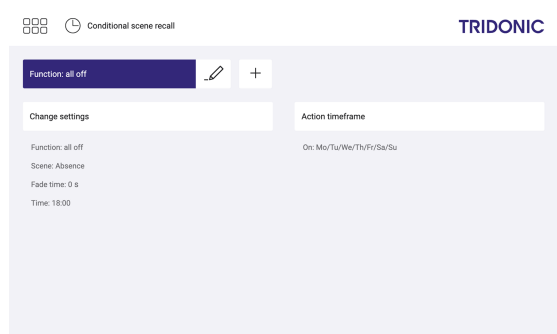 Conditional scene recall
TRIDONIC
Function: all off
Change settings
Action timeframe
Function: all off
On: Mo/Tu/We/Th/Fr/Sa/Su
Scene: Absence
Fade time: 0 s
Time: 18:00